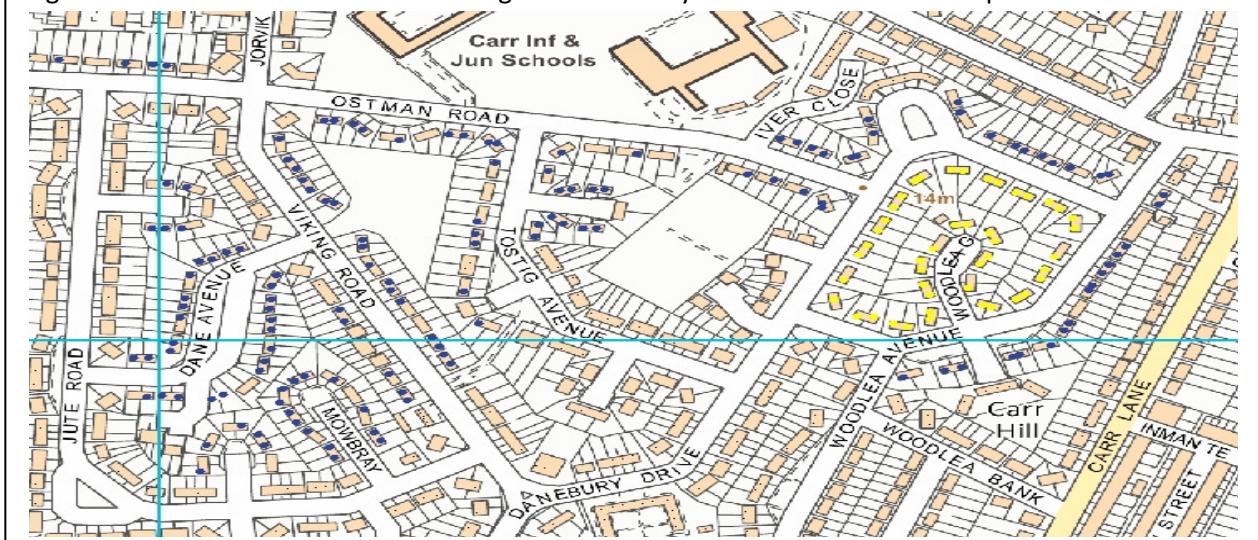 JORVIK
Carr Inf &
Jun Schools
OSTMAN ROAD
IVER CLOSE
14m
VIKING ROAD
TOSTIG AVENUE
WOODLEA G
DANE AVENUE
WOODLEA AVENUE
JUTE ROAD
MOWBRAY
Carr
Hill
CARR LANE
INMAN TE
WOODLEA
BANK
DANEBURY DRIVE
STREET